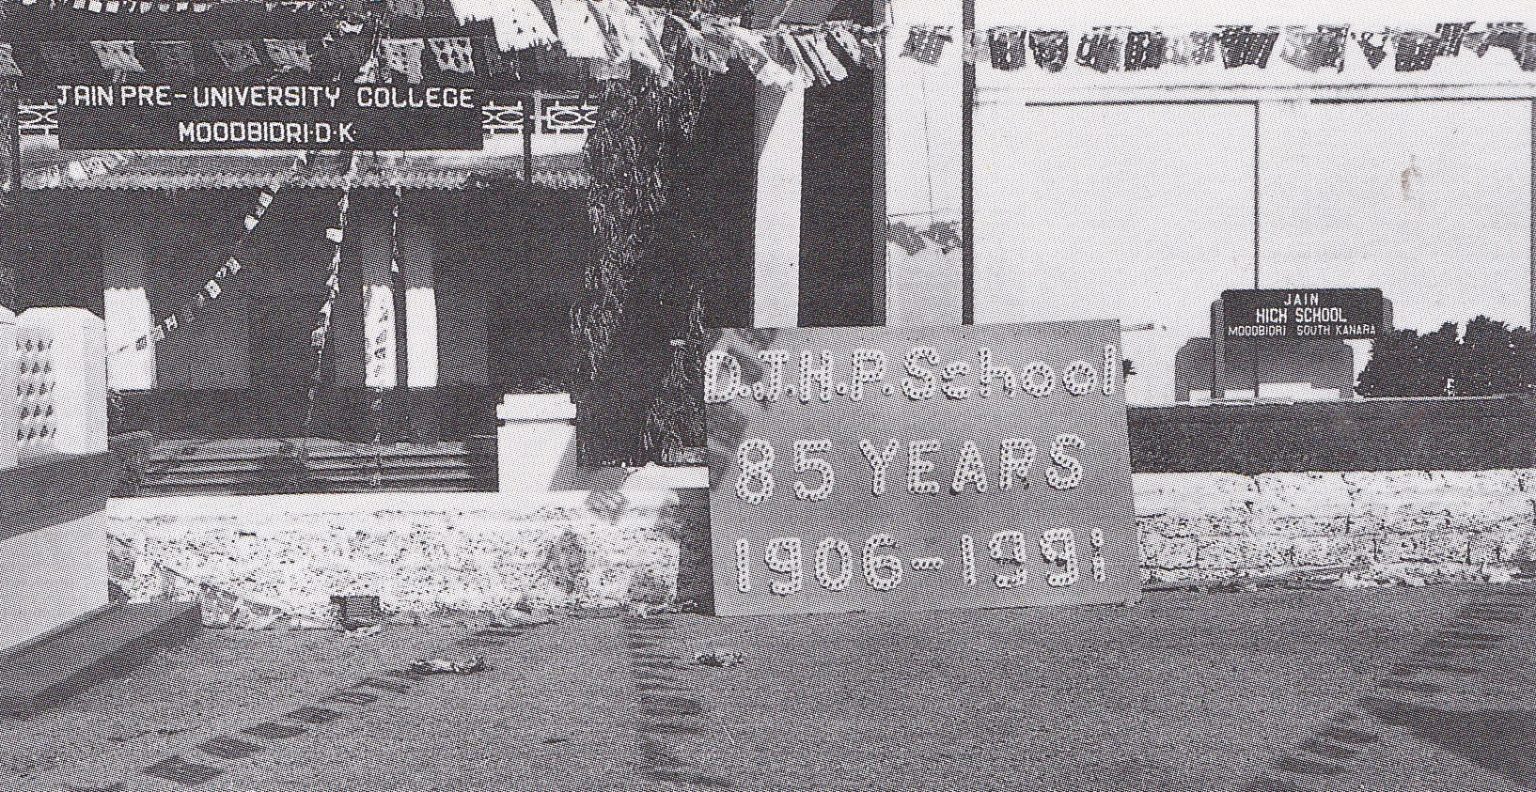 JAIN PRE-UNIVERSITY COLLEGE
MOODBIDRI·D·K·
JAIN
HIGH SCHOOL
MOODBIDRI SOUTH KANARA
D.J.H.P.School
85 YEARS
1906-1991